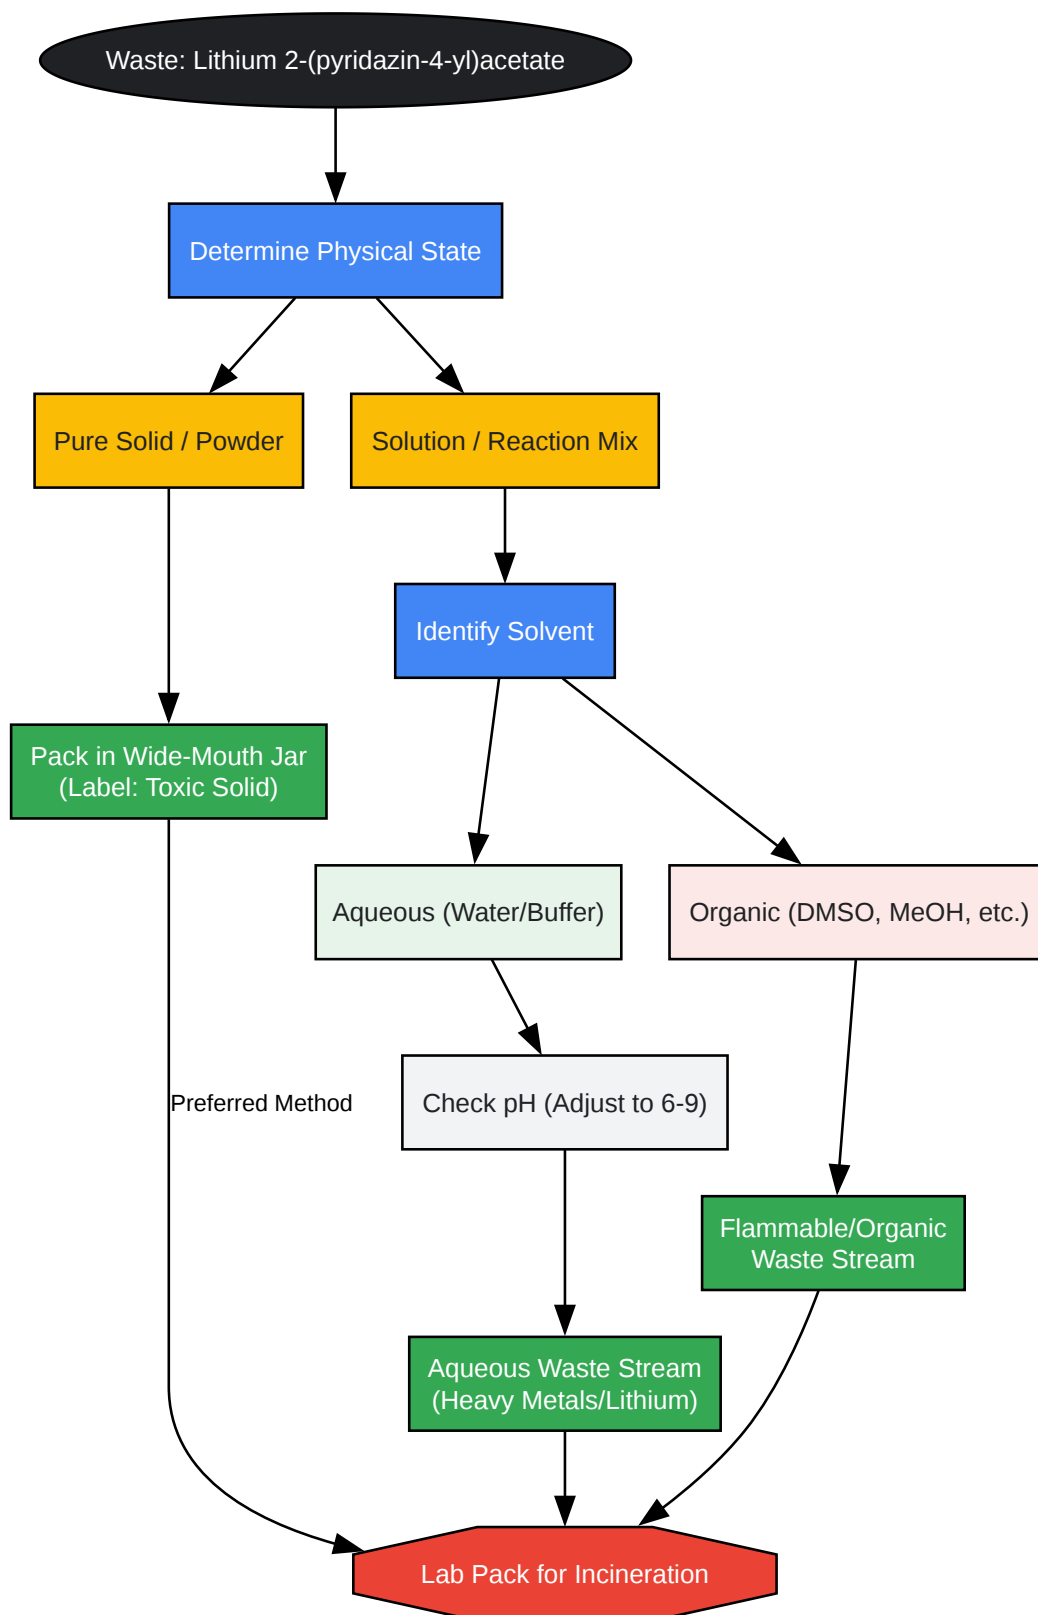 Waste: Lithium 2-(pyridazin-4-yl)acetate
Determine Physical State
Pure Solid / Powder
Solution / Reaction Mix
Identify Solvent
Pack in Wide-Mouth Jar
(Label: Toxic Solid)
Aqueous (Water/Buffer)
Organic (DMSO, MeOH, etc.)
Preferred Method
Check pH (Adjust to 6-9)
Flammable/Organic
Waste Stream
Aqueous Waste Stream
(Heavy Metals/Lithium)
Lab Pack for Incineration